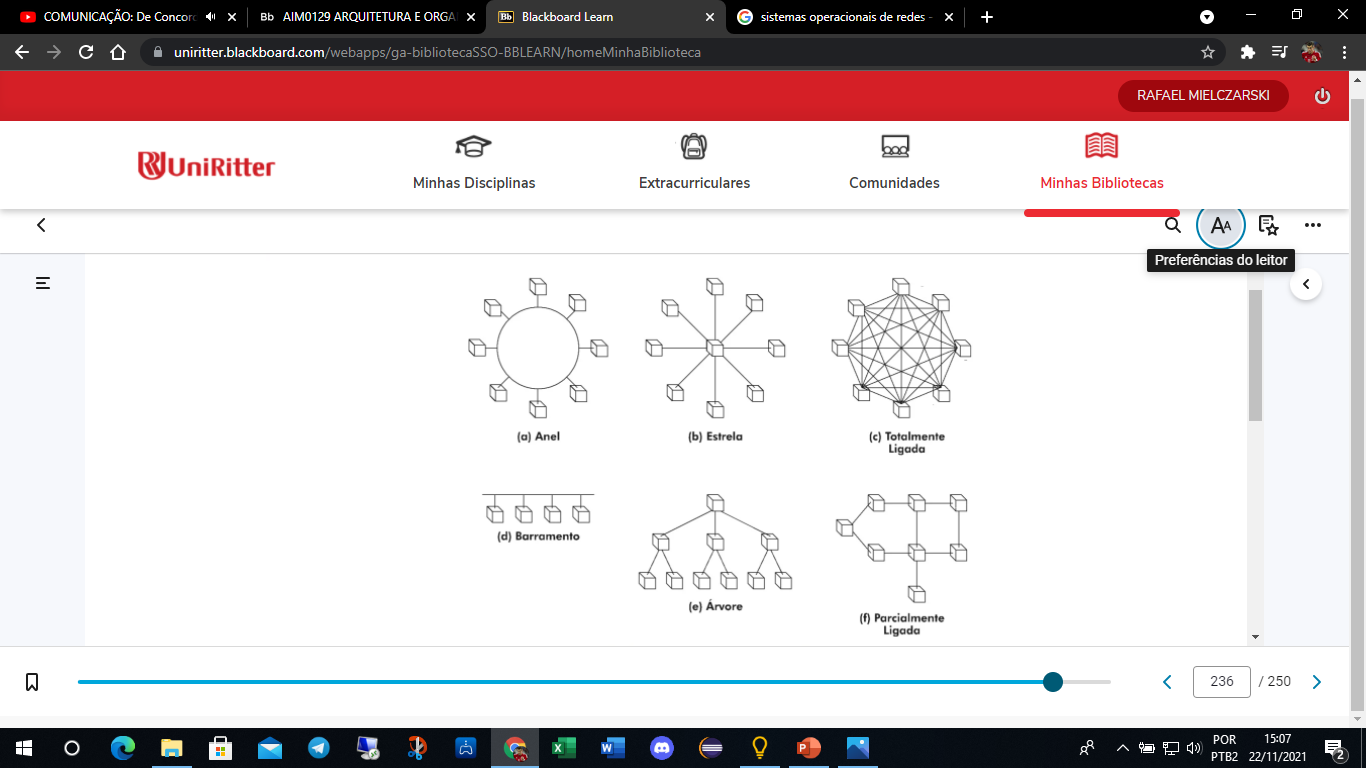 COMUNICAÇÃO: De Concor
Bb AIM0129 ARQUITETURA E ORGA
Bb Blackboard Learn
sistemas operacionais de redes -
uniritter.blackboard.com/webapps/ga-bibliotecaSSO-BBLEARN/homeMinhaBiblioteca
RAFAEL MIELCZARSKI
UniRitter
Minhas Disciplinas
Extracurriculares
Comunidades
Minhas Bibliotecas
AA
Preferências do leitor
(a) Anel
(b) Estrela
(c) Totalmente
Ligada
(d) Barramento
(e) Árvore
(f) Parcialmente
Ligada
236 / 250
POR
PTB2
15:07
22/11/2021
2